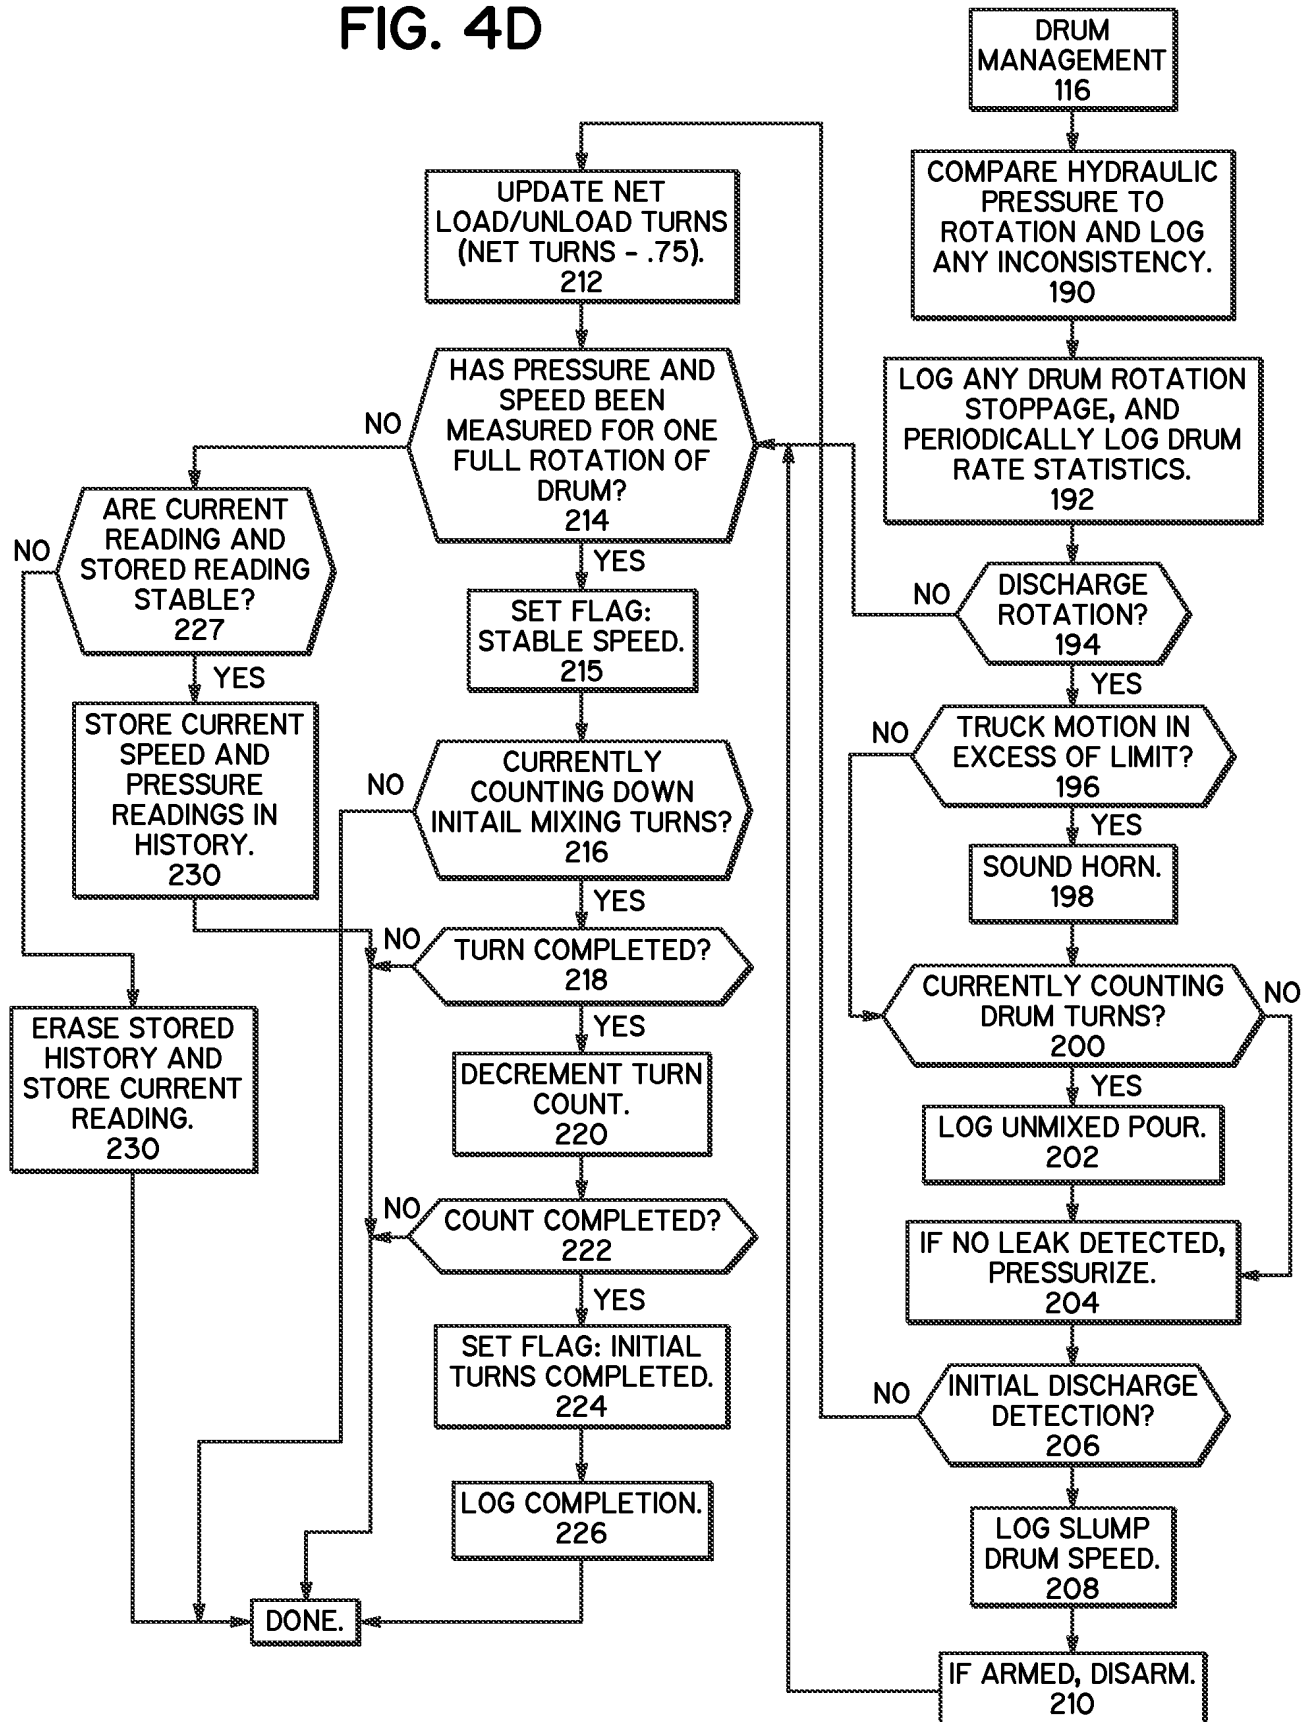 FIG. 4D
DRUM
MANAGEMENT
116
COMPARE HYDRAULIC
PRESSURE TO
ROTATION AND LOG
ANY INCONSISTENCY.
190
LOG ANY DRUM ROTATION
STOPPAGE, AND
PERIODICALLY LOG DRUM
RATE STATISTICS.
192
NO
DISCHARGE
ROTATION?
194
YES
NO
TRUCK MOTION IN
EXCESS OF LIMIT?
196
YES
SOUND HORN.
198
CURRENTLY COUNTING
DRUM TURNS?
200
NO
YES
LOG UNMIXED POUR.
202
IF NO LEAK DETECTED,
PRESSURIZE.
204
NO
INITIAL DISCHARGE
DETECTION?
206
LOG SLUMP
DRUM SPEED.
208
IF ARMED, DISARM.
210
UPDATE NET
LOAD/UNLOAD TURNS
(NET TURNS - .75).
212
NO
HAS PRESSURE AND
SPEED BEEN
MEASURED FOR ONE
FULL ROTATION OF
DRUM?
214
YES
SET FLAG:
STABLE SPEED.
215
NO
CURRENTLY
COUNTING DOWN
INITAIL MIXING TURNS?
216
YES
NO
TURN COMPLETED?
218
YES
DECREMENT TURN
COUNT.
220
NO
COUNT COMPLETED?
222
YES
SET FLAG: INITIAL
TURNS COMPLETED.
224
LOG COMPLETION.
226
NO
ARE CURRENT
READING AND
STORED READING
STABLE?
227
YES
STORE CURRENT
SPEED AND
PRESSURE
READINGS IN
HISTORY.
230
ERASE STORED
HISTORY AND
STORE CURRENT
READING.
230
DONE.